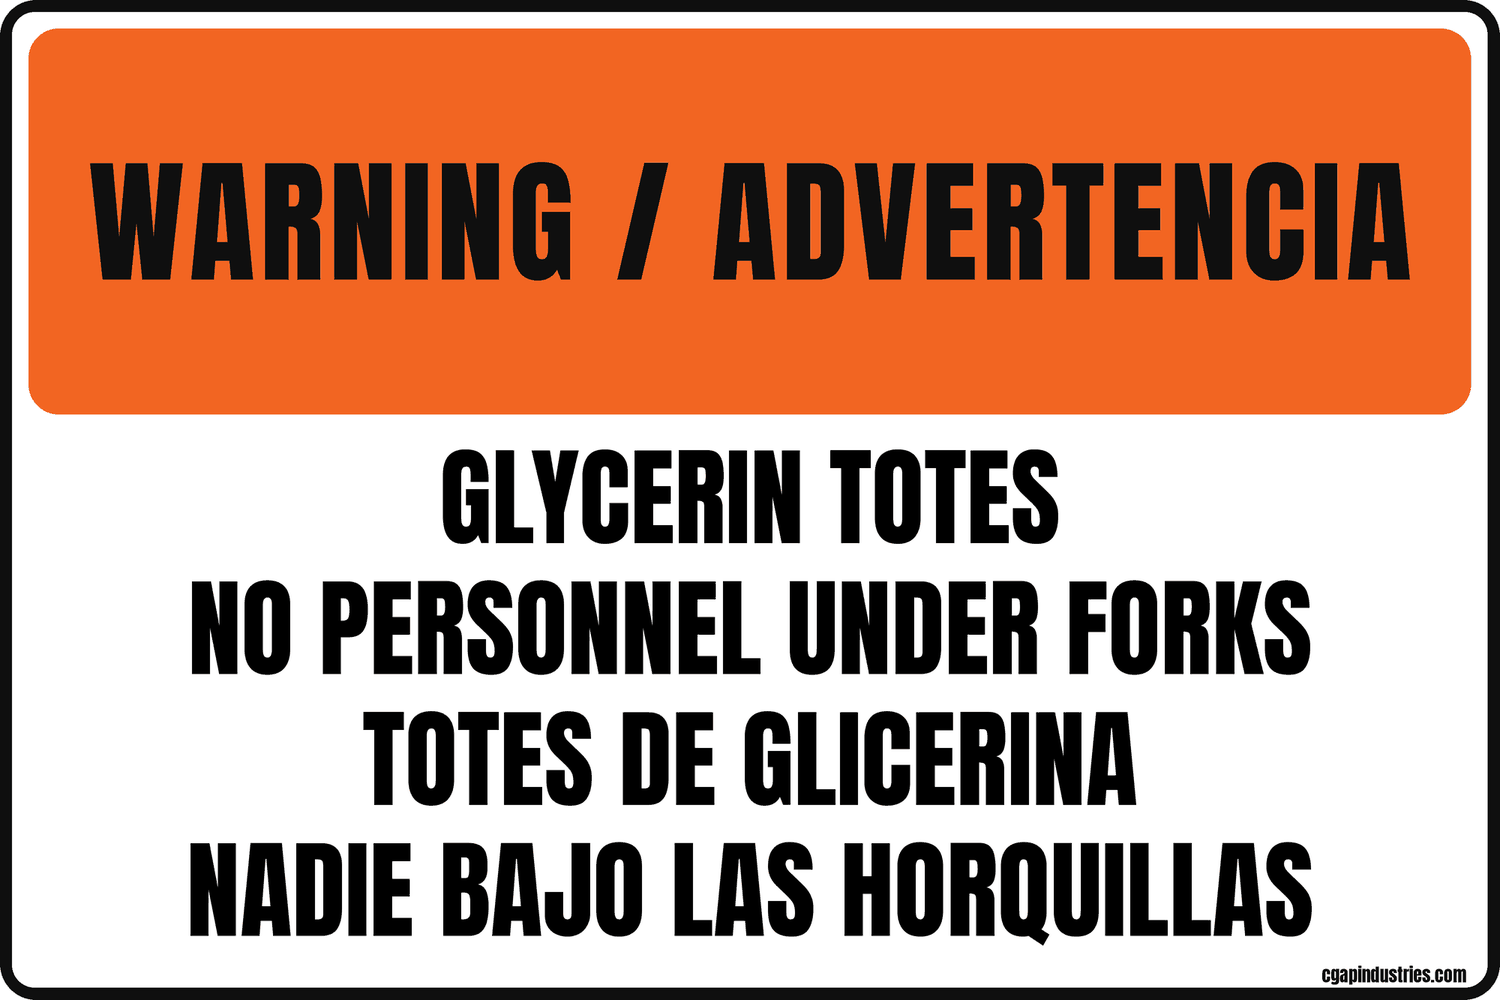 WARNING / ADVERTENCIA
GLYCERIN TOTES
NO PERSONNEL UNDER FORKS
TOTES DE GLICERINA
NADIE BAJO LAS HORQUILLAS
cgapindustries.com